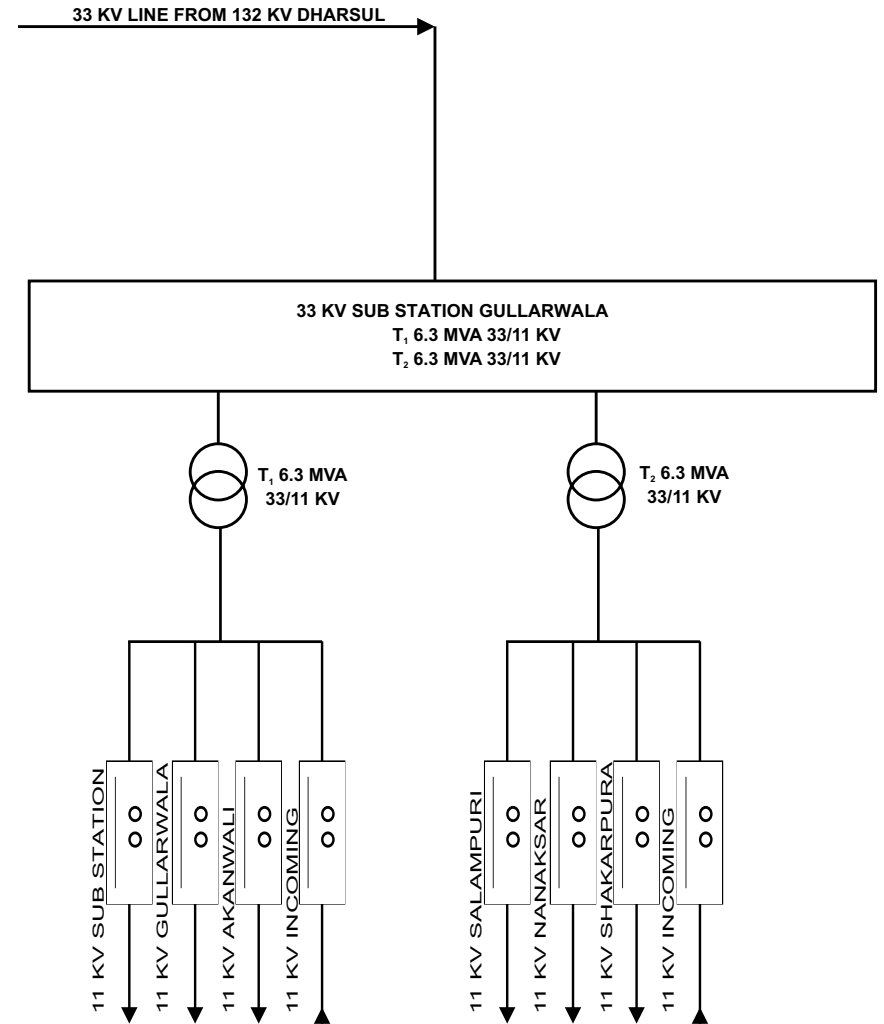 33 KV LINE FROM 132 KV DHARSUL
33 KV SUB STATION GULLARWALA
T₁ 6.3 MVA 33/11 KV
T₂ 6.3 MVA 33/11 KV
T₁ 6.3 MVA
33/11 KV
T₂ 6.3 MVA
33/11 KV
11 KV SUB STATION
11 KV GULLARWALA
11 KV AKANWALI
11 KV INCOMING
11 KV SALAMPURI
11 KV NANAKSAR
11 KV SHAKARPURA
11 KV INCOMING